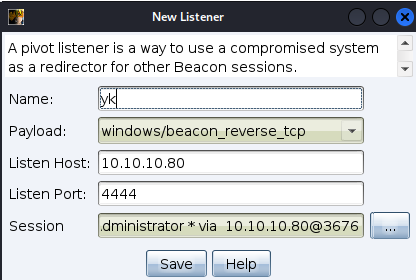 New Listener
A pivot listener is a way to use a compromised system
as a redirector for other Beacon sessions.
Name: yk
Payload: windows/beacon_reverse_tcp
Listen Host: 10.10.10.80
Listen Port: 4444
Session .dministrator * via 10.10.10.80@3676 ...
Save Help